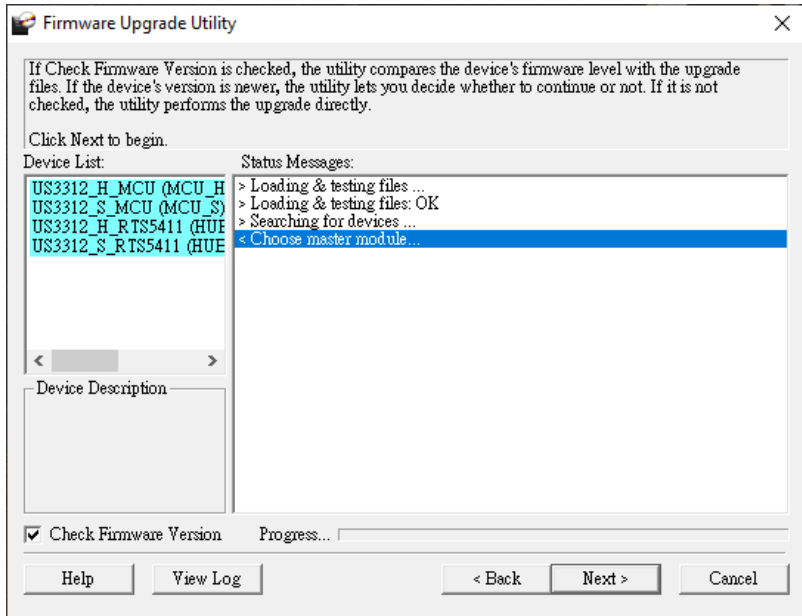 Firmware Upgrade Utility
If Check Firmware Version is checked, the utility compares the device's firmware level with the upgrade
files. If the device's version is newer, the utility lets you decide whether to continue or not. If it is not
checked, the utility performs the upgrade directly.
Click Next to begin.
Device List:
US3312_H_MCU (MCU_H
US3312_S_MCU (MCU_S)
US3312_H_RTS5411 (HUE
US3312_S_RTS5411 (HUE
Device Description
Status Messages:
> Loading & testing files ...
> Loading & testing files: OK
> Searching for devices ...
< Choose master module...
Check Firmware Version
Progress...
Help
View Log
< Back
Next >
Cancel